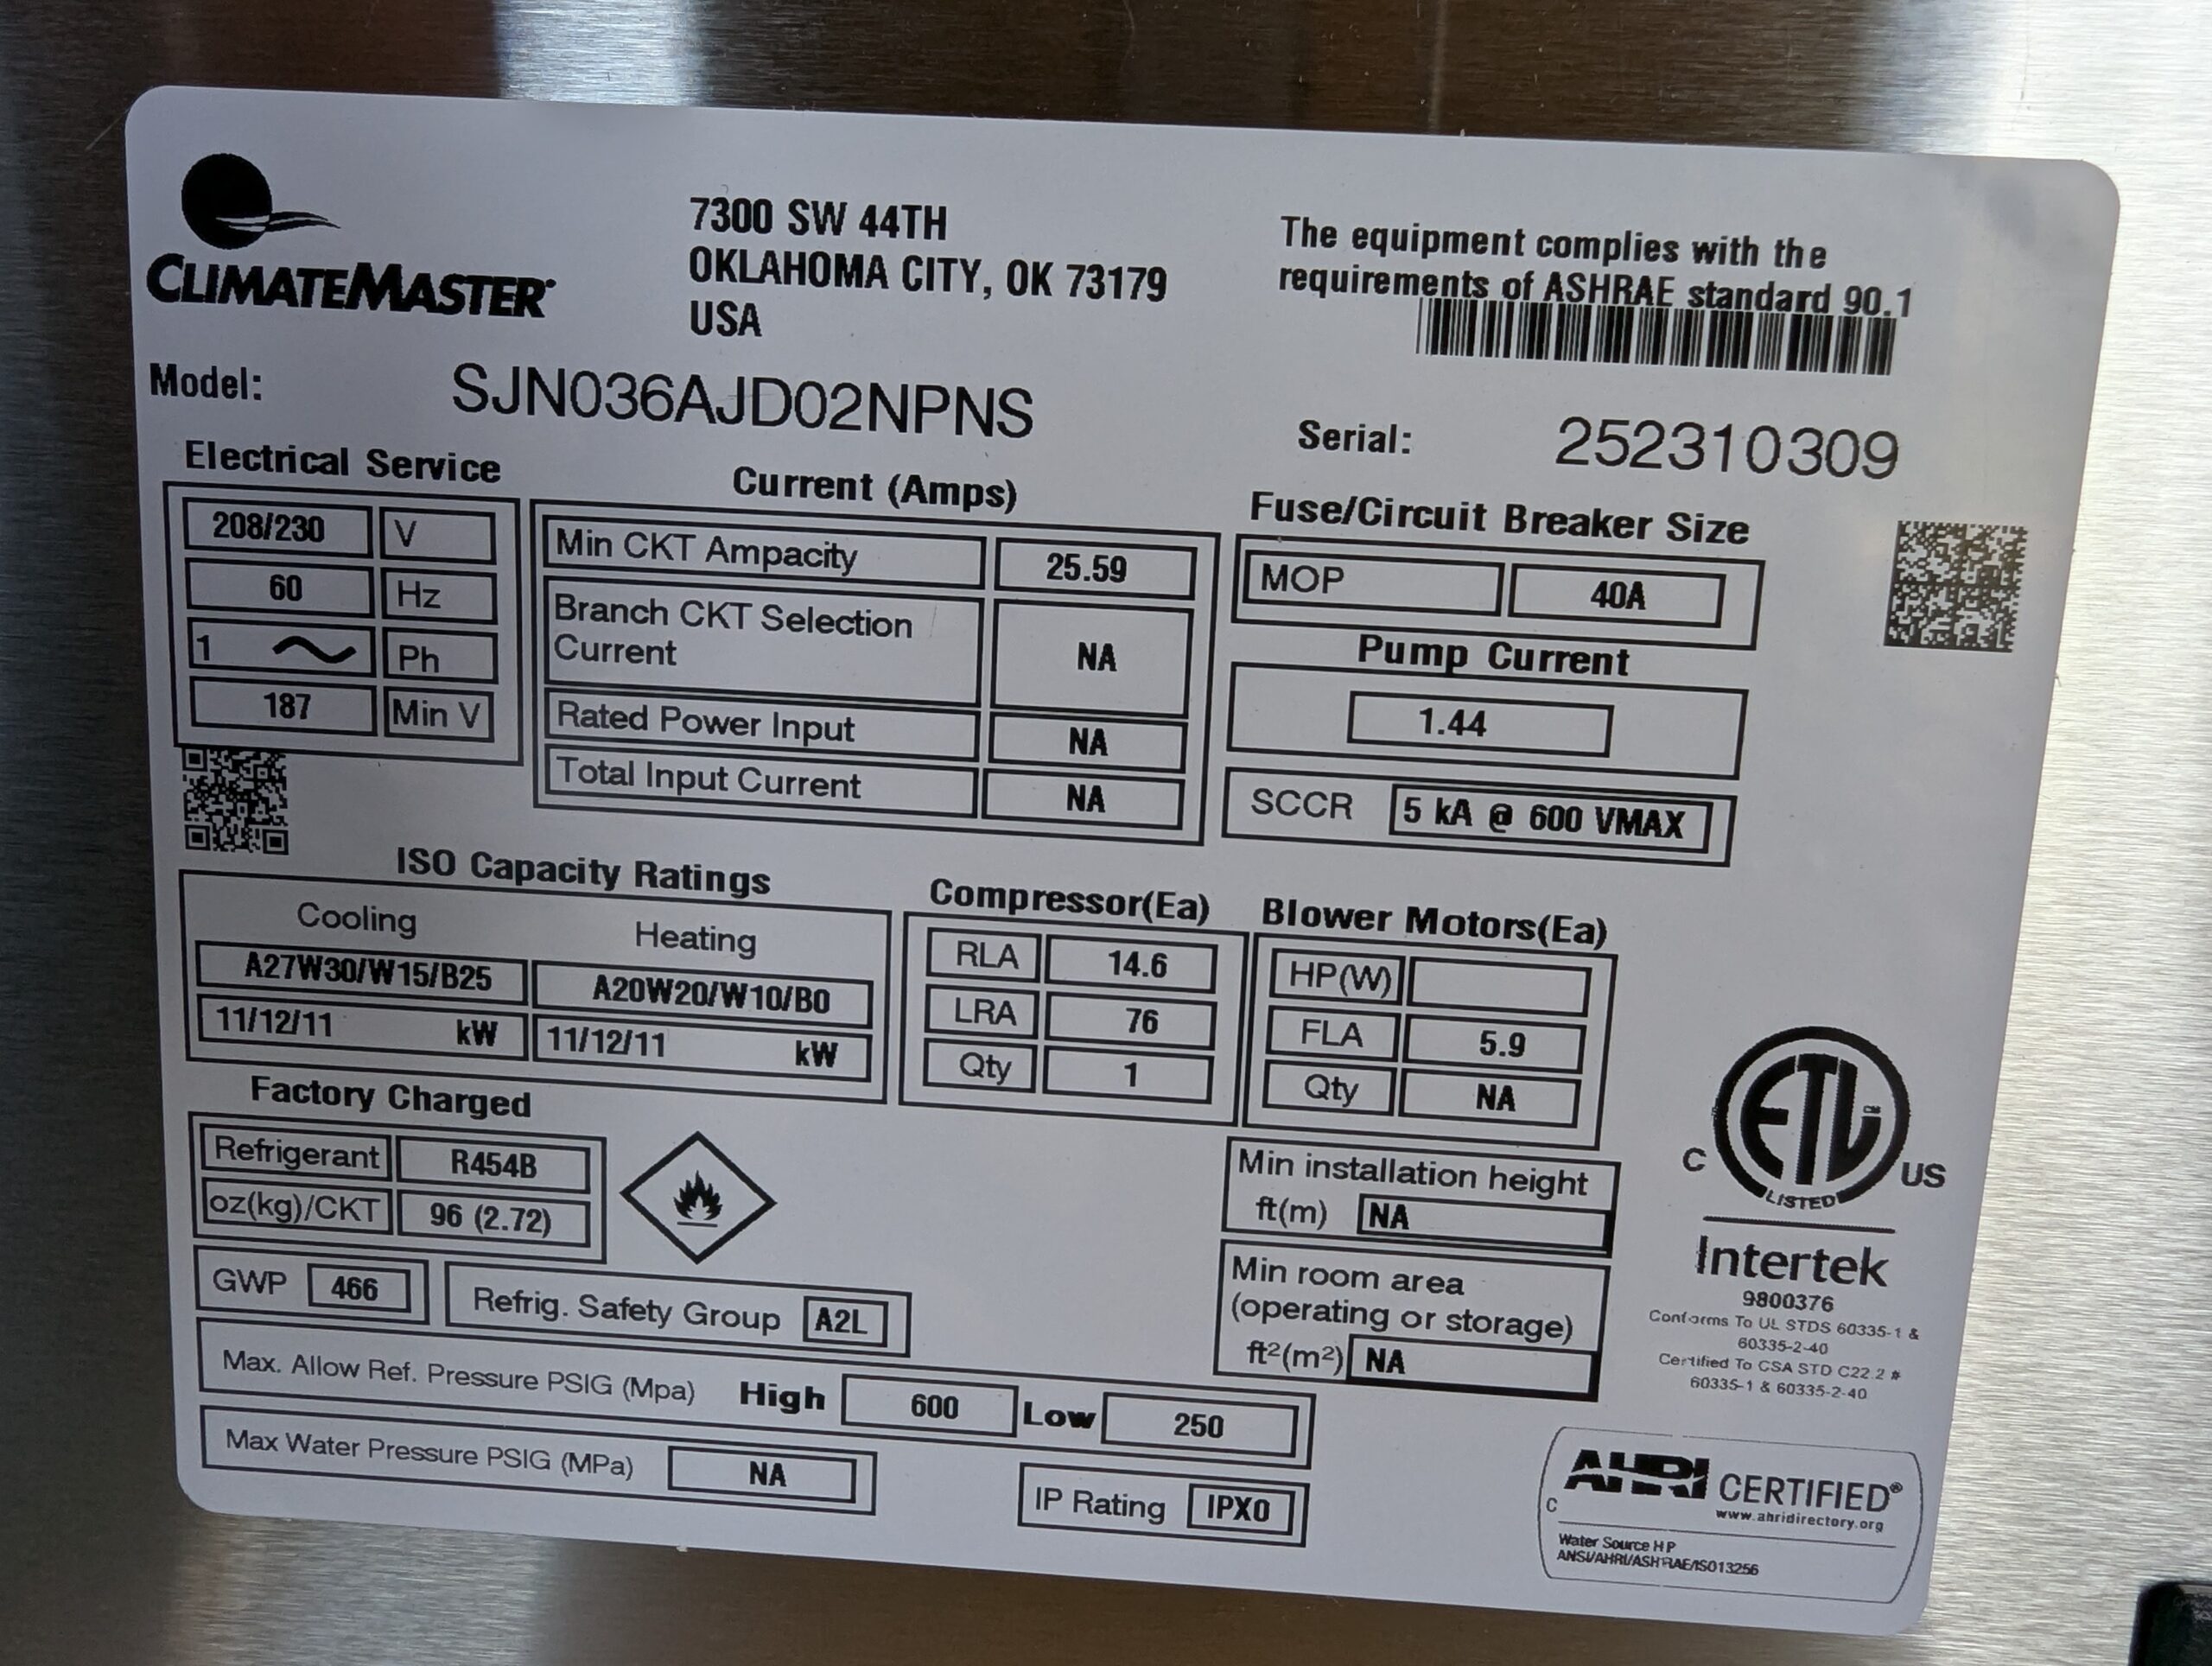 CLIMATEMASTER
7300 SW 44TH
OKLAHOMA CITY, OK 73179
USA
The equipment complies with the
requirements of ASHRAE standard 90.1
Model: SJN036AJD02NPNS
Serial: 252310309
Electrical Service
208/230 V
60 Hz
1 ~ Ph
187 Min V
Current (Amps)
Min CKT Ampacity 25.59
Branch CKT Selection
Current NA
Rated Power Input NA
Total Input Current NA
Fuse/Circuit Breaker Size
MOP 40A
Pump Current
1.44
SCCR 5 kA @ 600 VMAX
ISO Capacity Ratings
Cooling Heating
A27W30/W15/B25 A20W20/W10/B0
11/12/11 kW 11/12/11 kW
Compressor(Ea)
RLA 14.6
LRA 76
Qty 1
Blower Motors(Ea)
HP(W)
FLA 5.9
Qty NA
Factory Charged
Refrigerant R454B
oz(kg)/CKT 96 (2.72)
GWP 466
Refrig. Safety Group A2L
Min installation height
ft(m) NA
Min room area
(operating or storage)
ft²(m²) NA
Max. Allow Ref. Pressure PSIG (Mpa) High 600 Low 250
Max Water Pressure PSIG (MPa) NA
IP Rating IPX0
ETL CM
C US
LISTED
Intertek
9800376
Conforms To UL STDS 60335-1 &
60335-2-40
Certified To CSA STD C22.2 #
60335-1 & 60335-2-40
C AHRI CERTIFIED®
www.ahridirectory.org
Water Source HP
ANSI/AHRI/ASHRAE/ISO13256